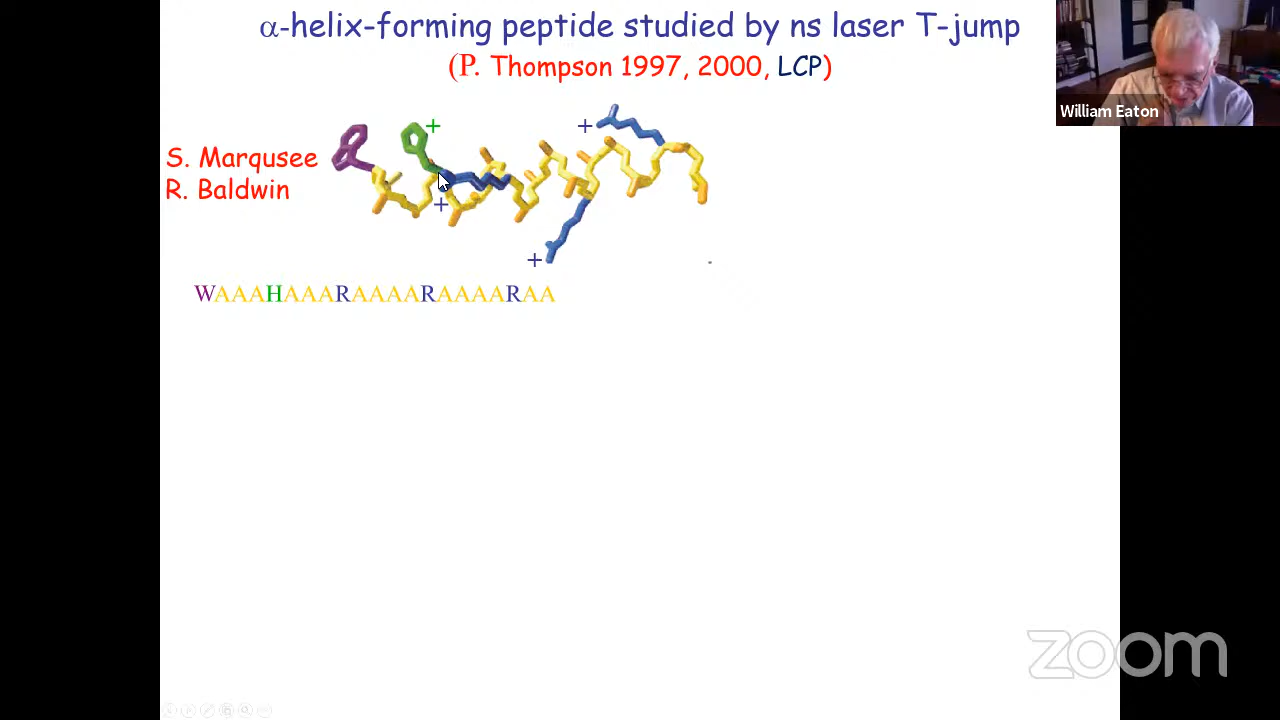 α-helix-forming peptide studied by ns laser T-jump
(P. Thompson 1997, 2000, LCP)
William Eaton
S. Marqusee
R. Baldwin
+
+
+
+
WAAAHAAARAAAARAAAARAA
zoom